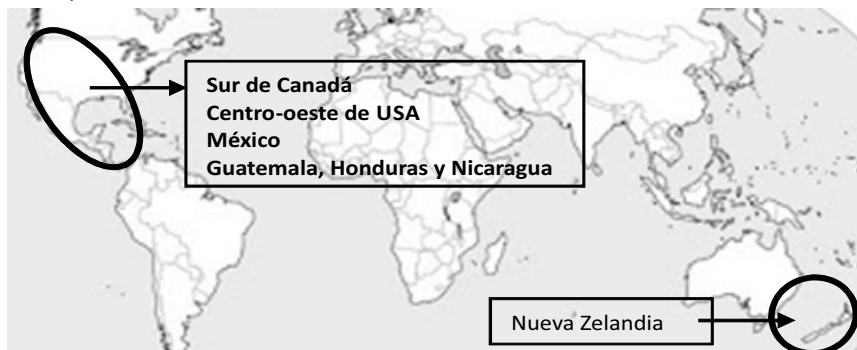 Sur de Canadá
Centro-oeste de USA
México
Guatemala, Honduras y Nicaragua
Nueva Zelandia